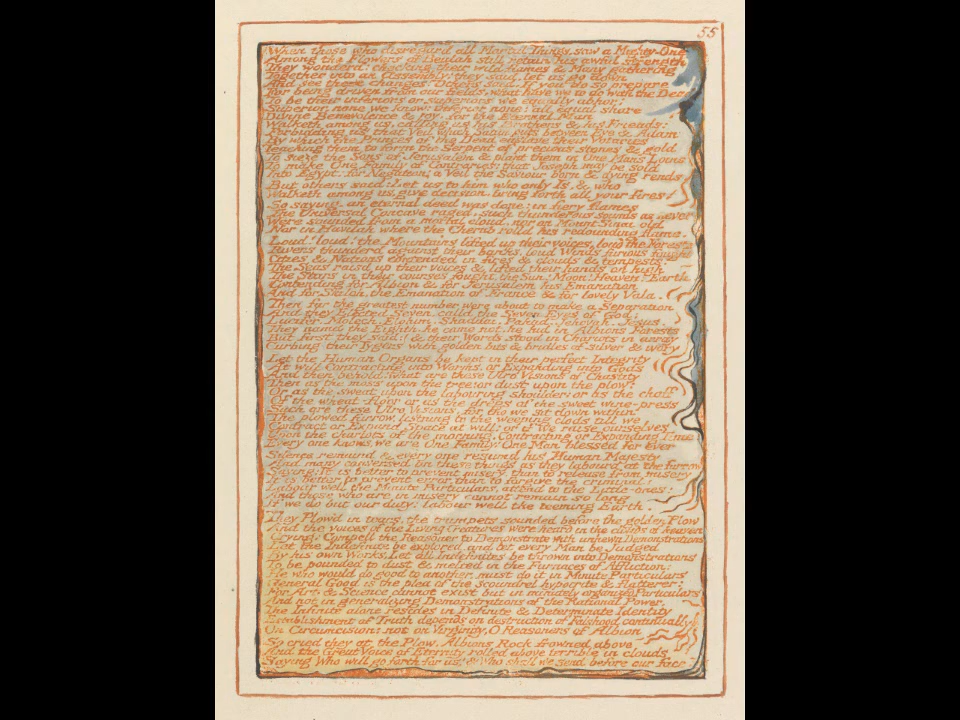 55
When those who disregard all Mortal Things, saw a Mighty-One
Among the Flowers of Beulah still retain his awful strength
They wonderd: checking their wild flames & Many gathering
Together into an Assembly; they said, let us go down
And see these changes! Others said, If you do so prepare
For being driven from our fields, what have we to do with the Dead?
To be their inferiors or superiors we equally abhor;
Superior, none we know: inferior none: all equal share
Divine Benevolence & joy, for the Eternal Man
Walketh among us, calling us his Brothers & his Friends:
Forbidding us that Veil which Satan puts between Eve & Adam
By which the Princes of the Dead enslave their Votaries
Teaching them to form the Serpent of precious stones & gold
To sieze the Sons of Jerusalem & plant them in One Mans Loins
To make One Family of Contraries: that Joseph may be sold
Into Egypt: for Negation; a Veil the Saviour born & dying rends.
But others said: Let us to him who only Is, & who
Walketh among us, give decision. bring forth all your fires!
So saying, an eternal deed was done: in fiery flames
The Universal Concave raged, such thunderous sounds as never
Were sounded from a mortal cloud, nor on Mount Sinai old
Nor in Havilah where the Cherub rolld his redounding flame.
Loud! loud! the Mountains lifted up their voices, loud the Forests
Rivers thunderd against their banks, loud Winds furious fought
Cities & Nations contended in fires & clouds & tempests.
The Seas raisd up their voices & lifted their hands on high
The Stars in their courses fought. the Sun! Moon! Heaven! Earth.
Contending for Albion & for Jerusalem his Emanation
And for Shiloh, the Emanation of France & for lovely Vala.
Then far the greatest number were about to make a Separation
And they Elected Seven, calld the Seven Eyes of God;
Lucifer, Molech, Elohim, Shaddai, Pahad, Jehovah, Jesus.
They namd the Eighth. he came not, he hid in Albions Forests
But first they said: (& their Words stood in Chariots in array
Curbing their Tygers with golden bits & bridles of silver & ivory)
Let the Human Organs be kept in their perfect Integrity
At will Contracting into Worms, or Expanding into Gods
And then behold! what are these Ulro Visions of Chastity
Then as the moss upon the tree: or dust upon the plow:
Or as the sweat upon the labouring shoulder: or as the chaff
Of the wheat-floor or as the dregs of the sweet wine-press
Such are these Ulro Visions, for tho we sit down within
The plowed furrow, listning to the weeping clods till we
Contract or Expand Space at will: or if we raise ourselves
Upon the chariots of the morning, Contracting or Expanding Time!
Every one knows, we are One Family: One Man blessed for ever
Silence remaind & every one resumd his Human Majesty
And many conversed on these things as they labourd at the furrow
Saying: It is better to prevent misery, than to release from misery
It is better to prevent error, than to forgive the criminal:
Labour well the Minute Particulars, attend to the Little-ones:
And those who are in misery cannot remain so long
If we do but our duty: labour well the teeming Earth.
They Plow'd in tears, the trumpets sounded before the golden Plow
And the voices of the Living Creatures were heard in the clouds of heaven
Crying; Compell the Reasoner to Demonstrate with unhewn Demonstrations
Let the Indefinite be explored. and let every Man be Judged
By his own Works, Let all Indefinites be thrown into Demonstrations
To be pounded to dust & melted in the Furnaces of Affliction:
He who would do good to another, must do it in Minute Particulars
General Good is the plea of the scoundrel hypocrite & flatterer:
For Art & Science cannot exist but in minutely organized Particulars
And not in generalizing Demonstrations of the Rational Power.
The Infinite alone resides in Definite & Determinate Identity
Establishment of Truth depends on destruction of Falshood continually
On Circumcision: not on Virginity, O Reasoners of Albion
So cried they at the Plow. Albions Rock frowned above
And the Great Voice of Eternity rolled above terrible in clouds
Saying Who will go forth for us! & Who shall we send before our face?